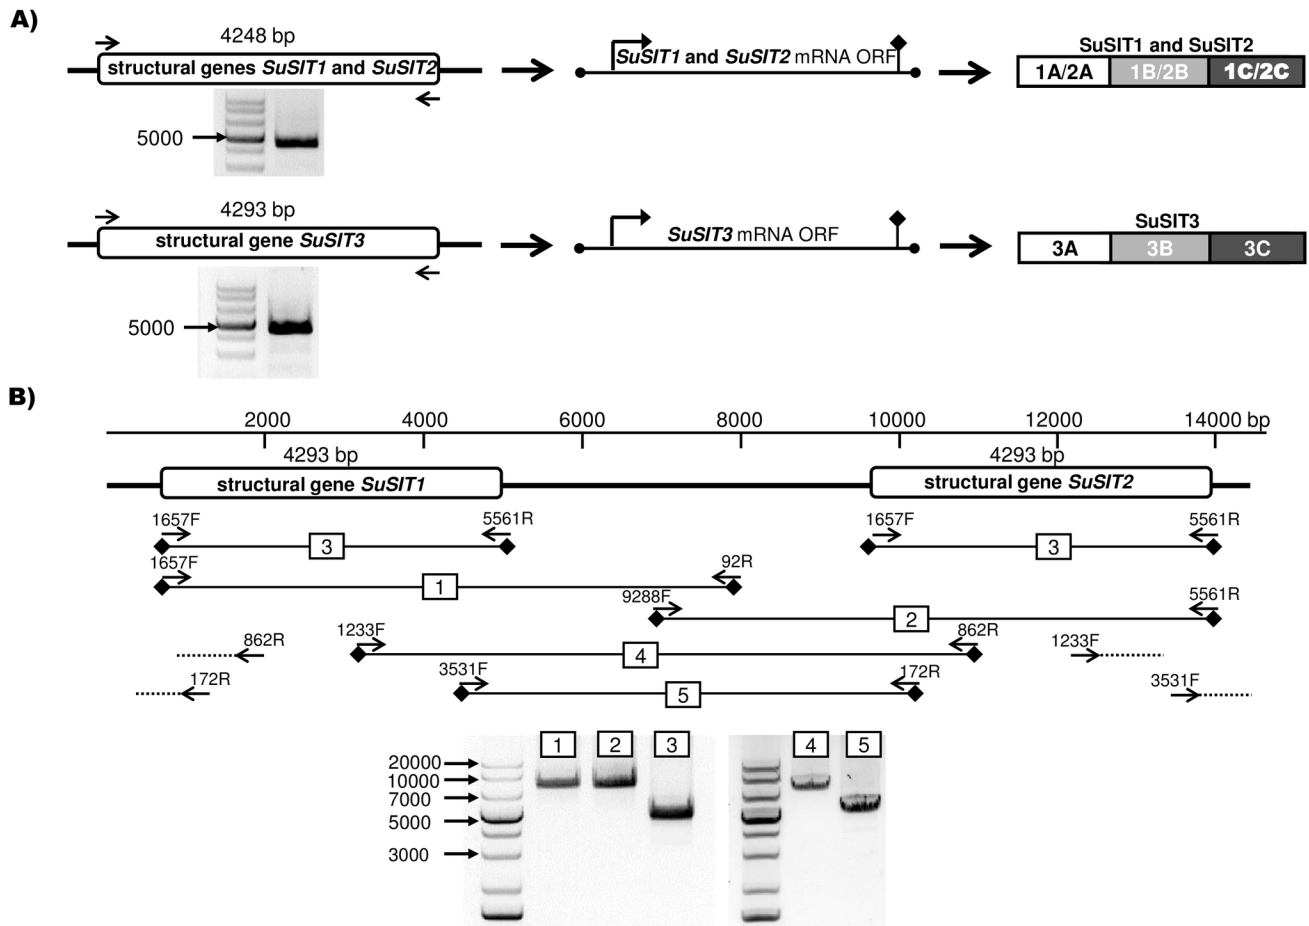 A)
4248 bp
structural genes SuSIT1 and SuSIT2
5000
SuSIT1 and SuSIT2 mRNA ORF
SuSIT1 and SuSIT2
1A/2A 1B/2B 1C/2C
4293 bp
structural gene SuSIT3
5000
SuSIT3 mRNA ORF
SuSIT3
3A 3B 3C
B)
2000 4000 6000 8000 10000 12000 14000 bp
4293 bp 4293 bp
structural gene SuSIT1 structural gene SuSIT2
1657F 5561R 1657F 5561R
3 3
1657F 92R
1
9288F 5561R
2
862R 1233F 862R 1233F
4
172R 3531F 172R 3531F
5
1 2 3 4 5
20000
10000
7000
5000
3000